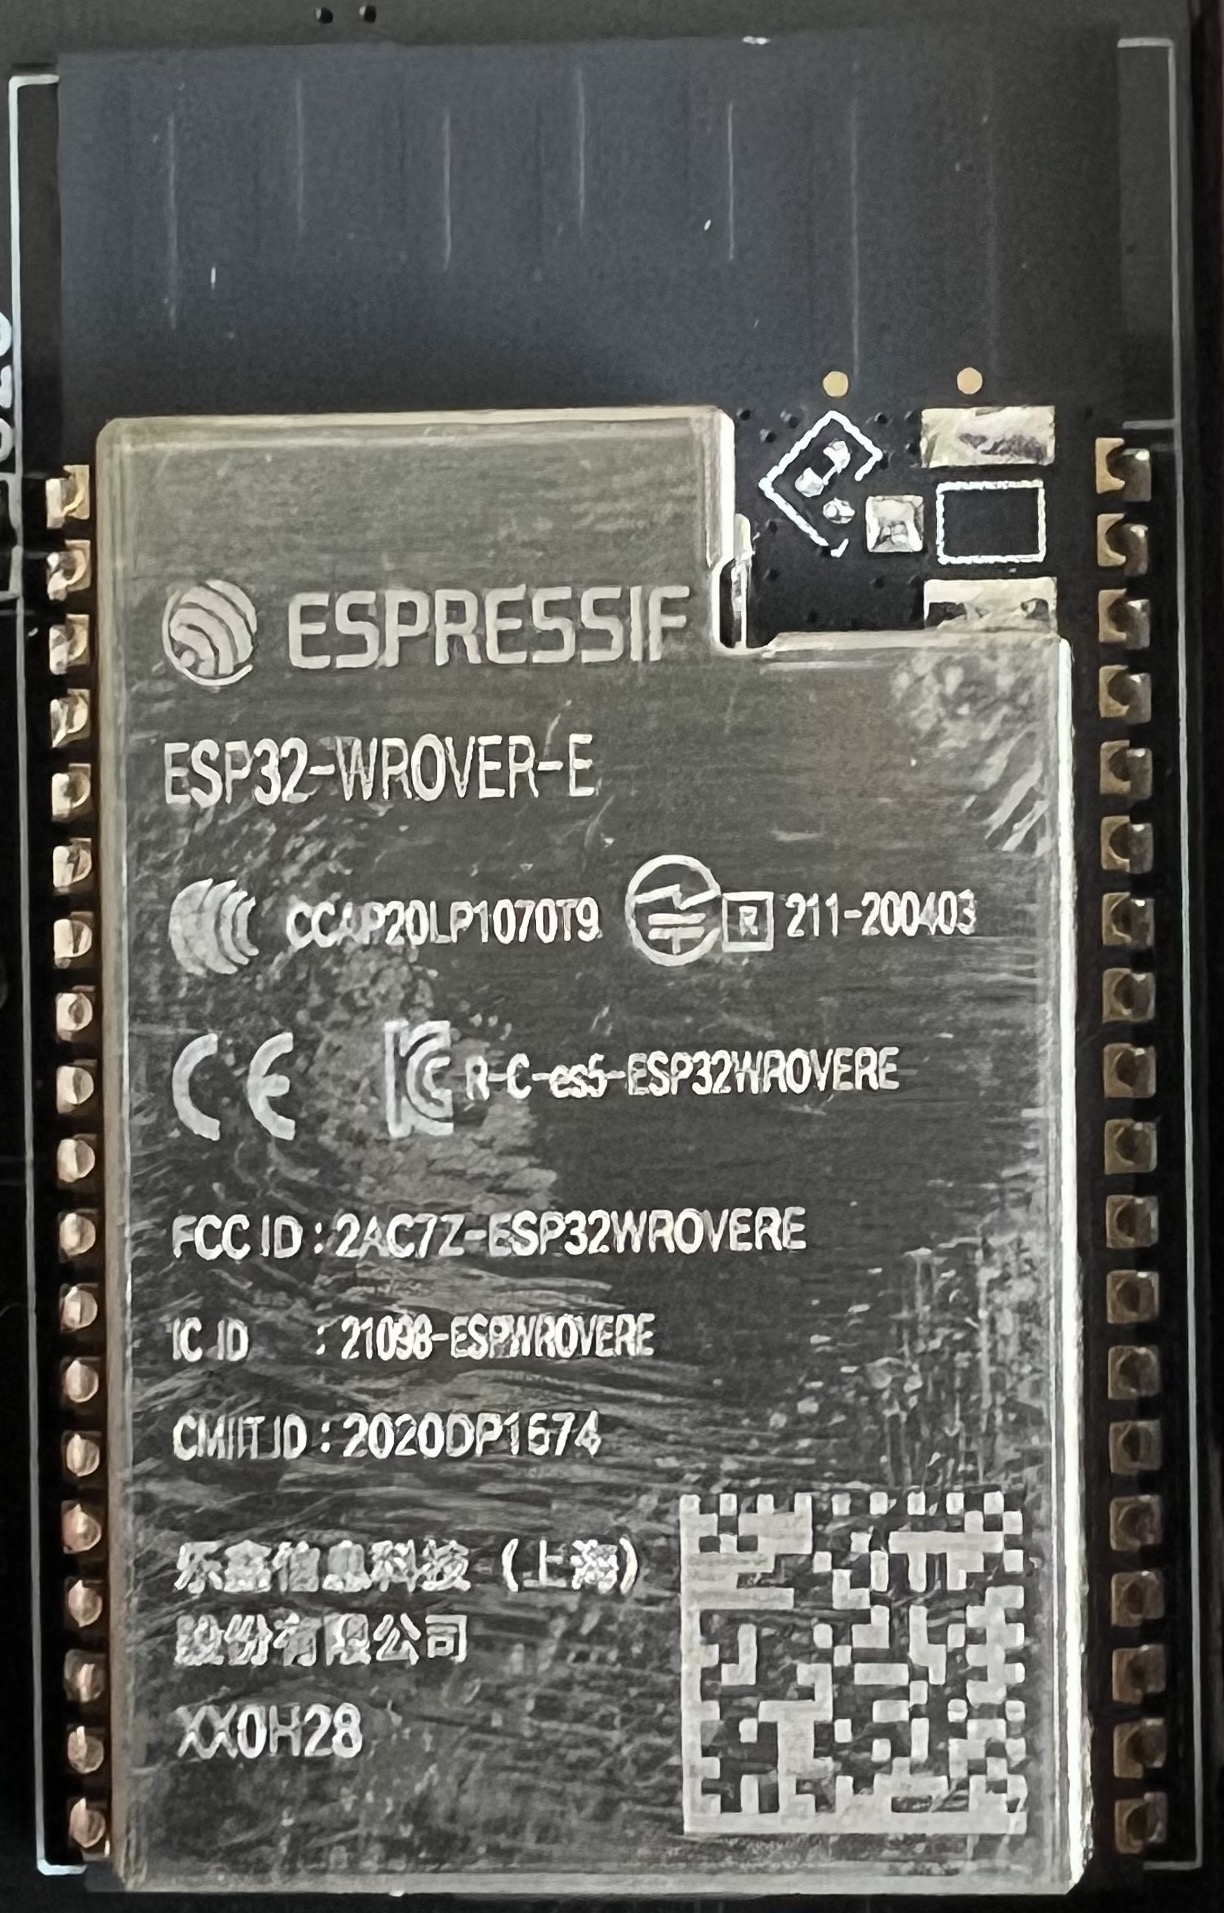 ESPRESSIF
ESP32-WROVER-E
CCAP20LP1070T9 R 211-200403
CE R-C-es5-ESP32WROVERE
FCC ID : 2AC7Z-ESP32WROVERE
IC ID : 21098-ESPWROVERE
CMIIT ID : 2020DP1674
乐鑫信息科技（上海）
股份有限公司
XX0H28